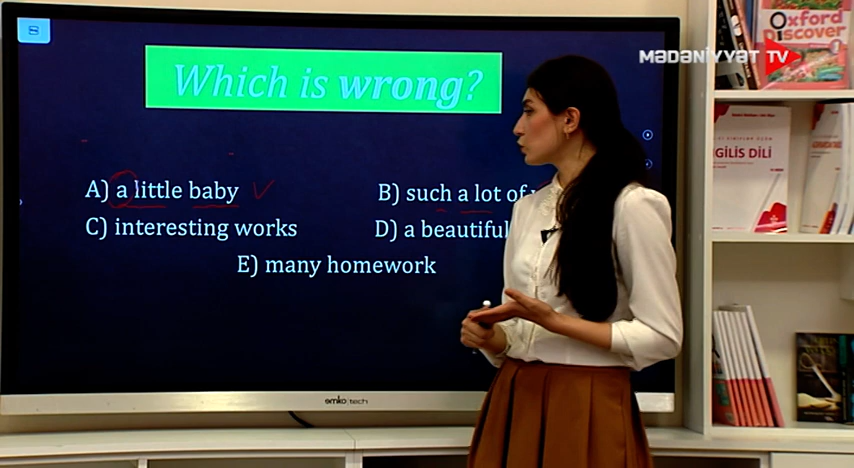 Which is wrong?
MƏDƏNİYYƏT TV
Oxford
Discover
A) a little baby
B) such a lot of
C) interesting works
D) a beautiful
E) many homework
İNGİLİS DİLİ
emko tech